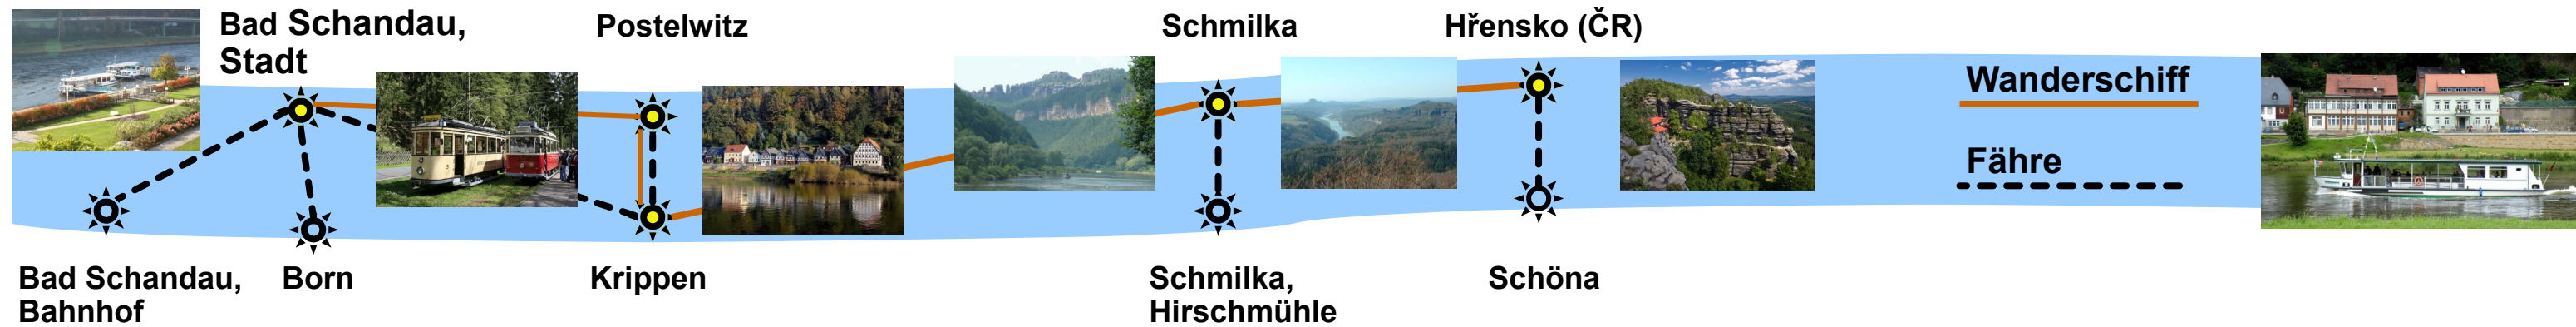 Bad Schandau,
Stadt
Postelwitz
Schmilka
Hřensko (ČR)
Wanderschiff
Fähre
Bad Schandau,
Bahnhof
Born
Krippen
Schmilka,
Hirschmühle
Schöna